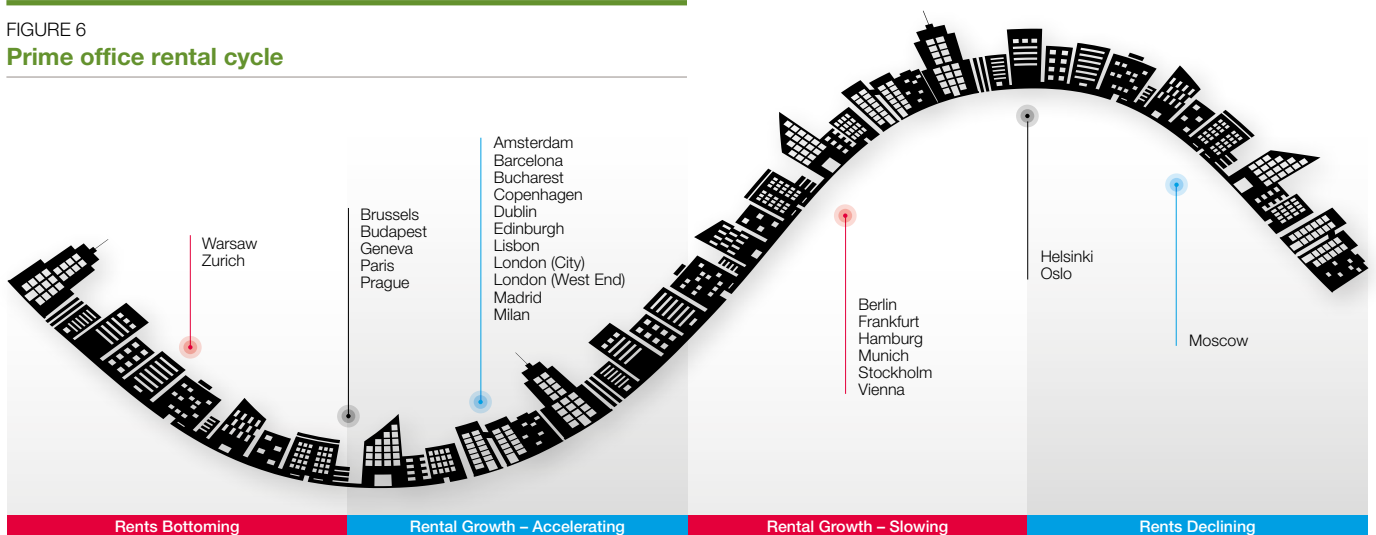 FIGURE 6
Prime office rental cycle
Warsaw
Zurich
Brussels
Budapest
Geneva
Paris
Prague
Amsterdam
Barcelona
Bucharest
Copenhagen
Dublin
Edinburgh
Lisbon
London (City)
London (West End)
Madrid
Milan
Berlin
Frankfurt
Hamburg
Munich
Stockholm
Vienna
Helsinki
Oslo
Moscow
Rents Bottoming
Rental Growth – Accelerating
Rental Growth – Slowing
Rents Declining